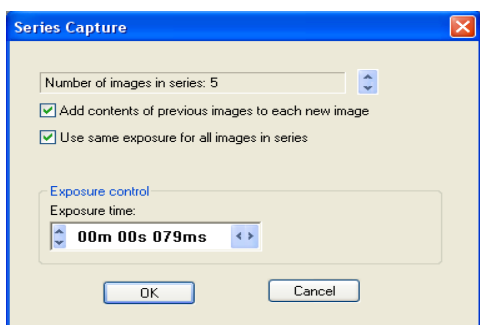 Series Capture
Number of images in series: 5
Add contents of previous images to each new image
Use same exposure for all images in series
Exposure control
Exposure time:
00m 00s 079ms
OK
Cancel